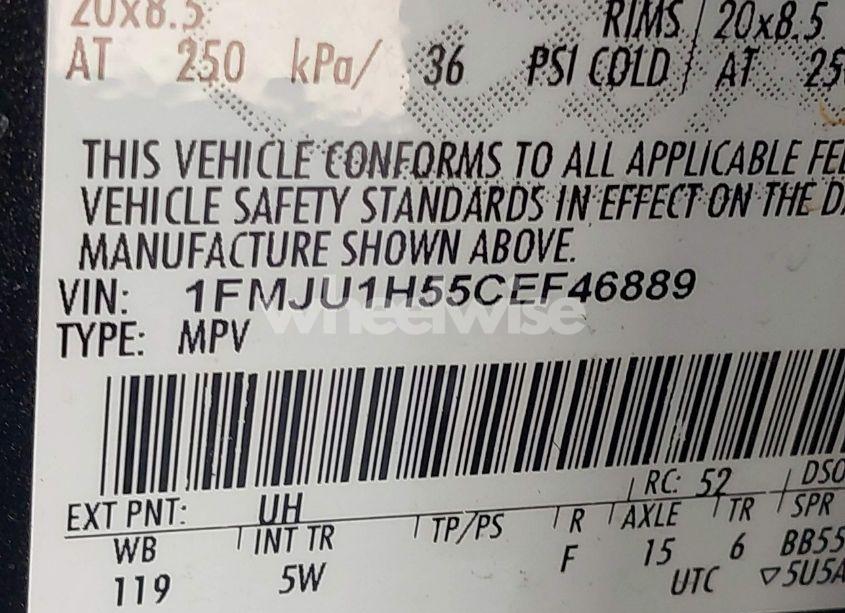 20x8.5 RIMS 20x8.5
AT 250 kPa/ 36 PSI COLD AT 25
THIS VEHICLE CONFORMS TO ALL APPLICABLE FE
VEHICLE SAFETY STANDARDS IN EFFECT ON THE D
MANUFACTURE SHOWN ABOVE.
VIN: 1FMJU1H55CEF46889
wheelwise
TYPE: MPV
EXT PNT: UH RC: 52 DSO
WB INT TR TP/PS R AXLE TR SPR
119 5W F 15 6 BB55
UTC ▽5U5A